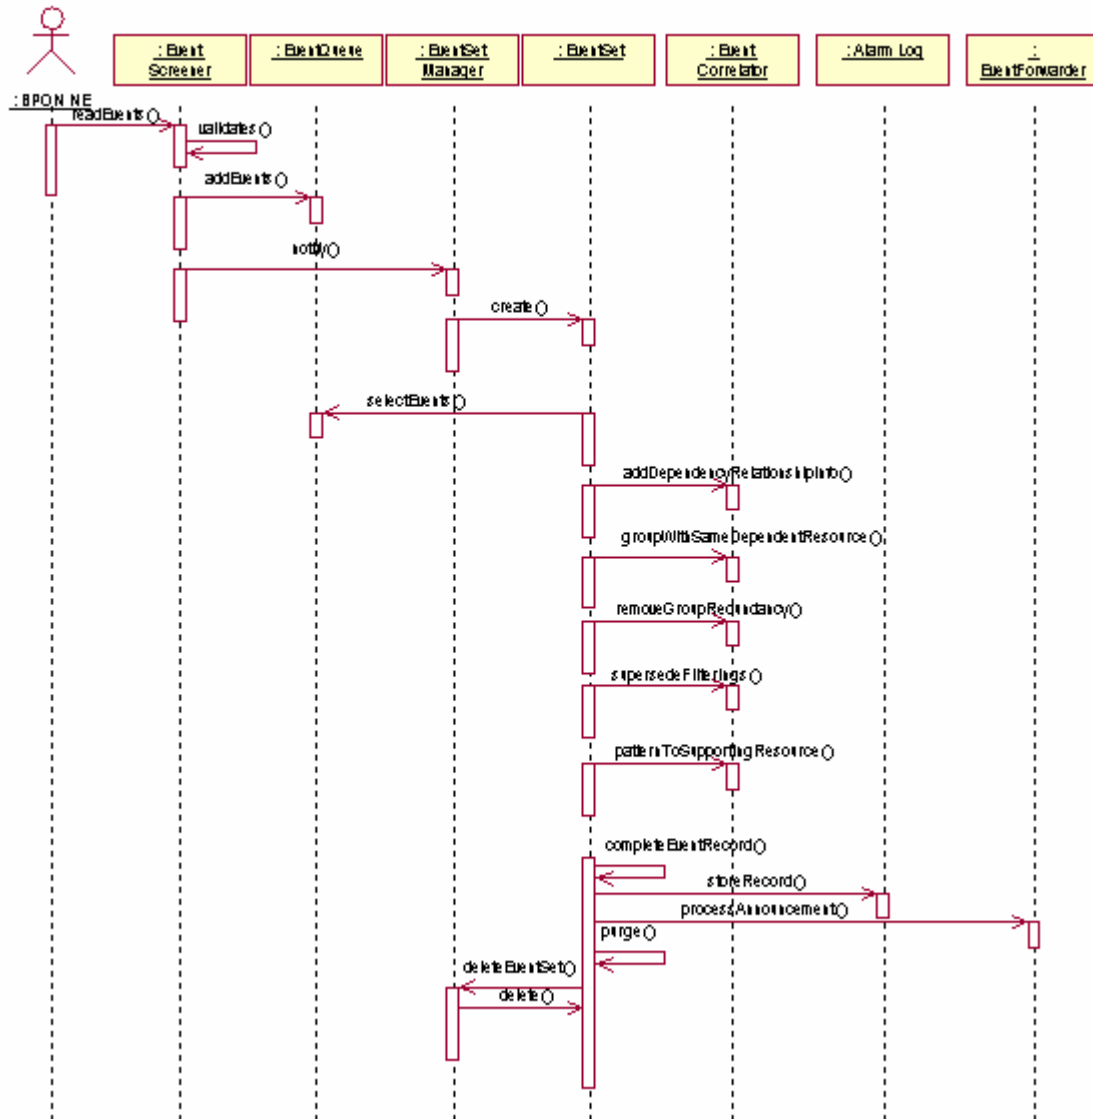 : Event Screener
: EventQueue
: EventSet Manager
: EventSet
: Event Correlator
: Alarm Log
: EventForwarder
: BPON NE
readEvents()
validates()
addEvents()
notify()
create()
selectEvents()
addDependencyRelationshipInfo()
groupWithSameDependentResource()
removeGroupRedundancy()
supersedeFilterings()
patternToSupportingResource()
completeEventRecord()
storeRecord()
processAnnouncement()
purge()
deleteEventSet()
delete()